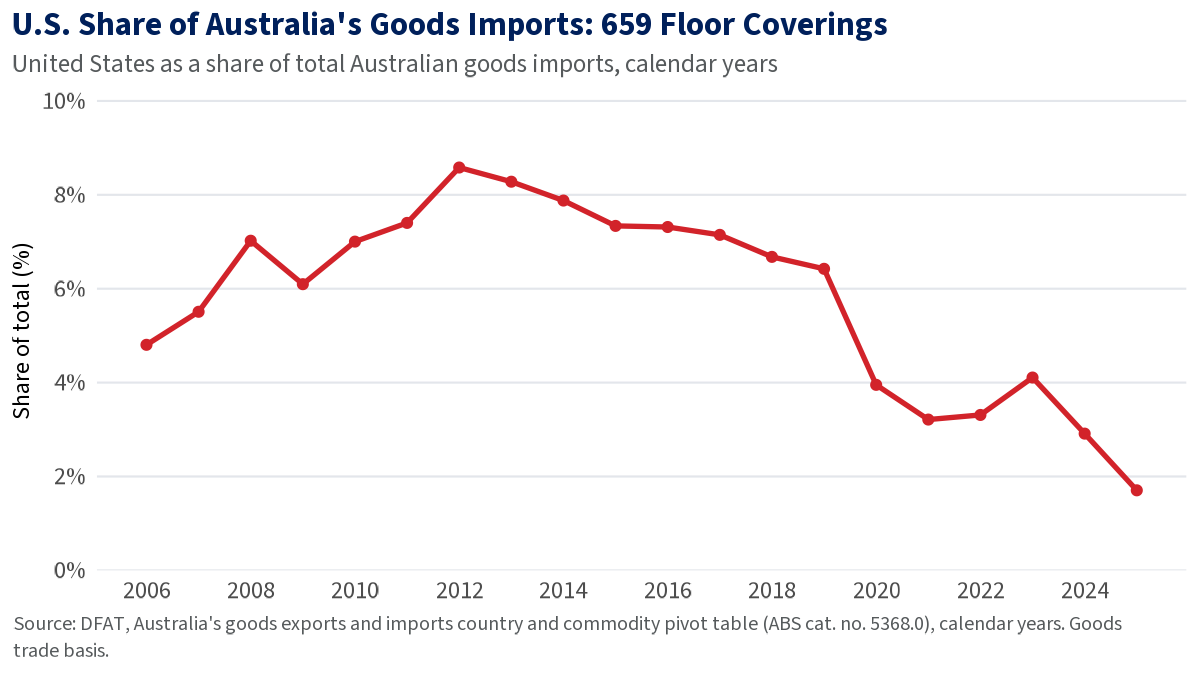 U.S. Share of Australia's Goods Imports: 659 Floor Coverings
United States as a share of total Australian goods imports, calendar years
10%
8%
6%
4%
2%
0%
Share of total (%)
2006 2008 2010 2012 2014 2016 2018 2020 2022 2024
Source: DFAT, Australia's goods exports and imports country and commodity pivot table (ABS cat. no. 5368.0), calendar years. Goods
trade basis.